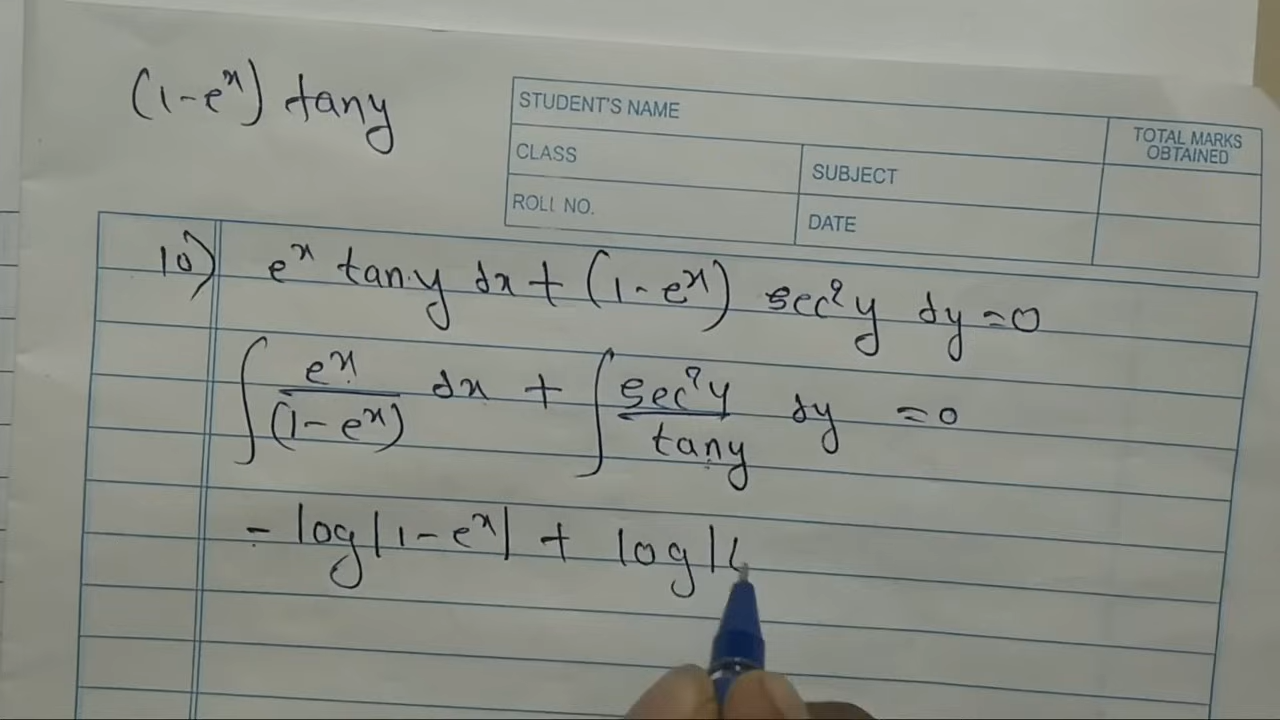 (1-eˣ) tany
STUDENT'S NAME
TOTAL MARKS OBTAINED
CLASS
SUBJECT
ROLL NO.
DATE
10) eˣ tany dx + (1-eˣ) sec²y dy = 0
∫ eˣ/(1-eˣ) dx + ∫ sec²y/tany dy = 0
- log|1-eˣ| + log|